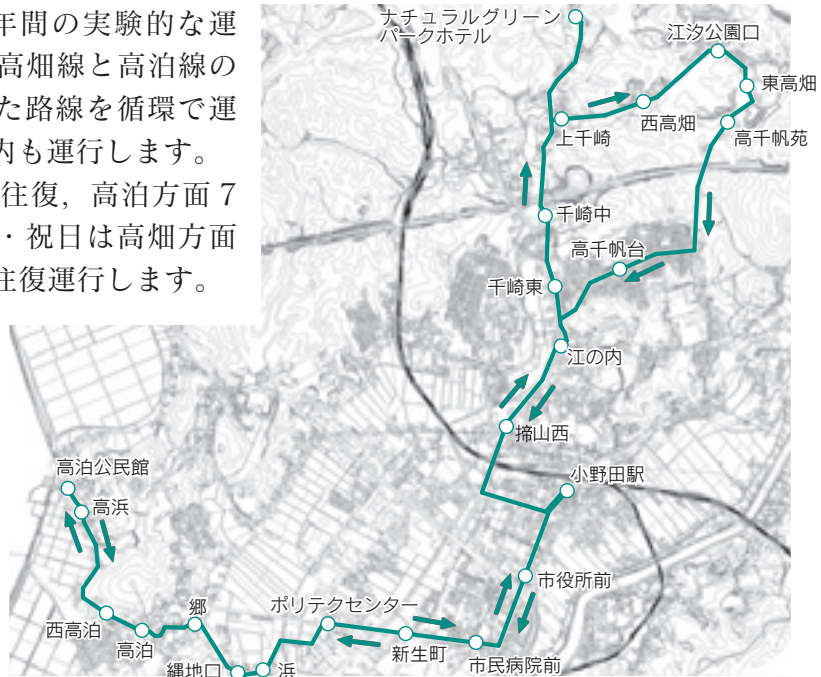 年間の実験的な運
高畑線と高泊線の
た路線を循環で運
内も運行します。
往復，高泊方面７
・祝日は高畑方面
往復運行します。
ナチュラルグリーン
パークホテル
江汐公園口
東高畑
上千崎
西高畑
高千帆苑
千崎中
高千帆台
千崎東
江の内
掃山西
小野田駅
高泊公民館
高浜
市役所前
西高泊
高泊
郷
ポリテクセンター
新生町
市民病院前
縄地口
浜